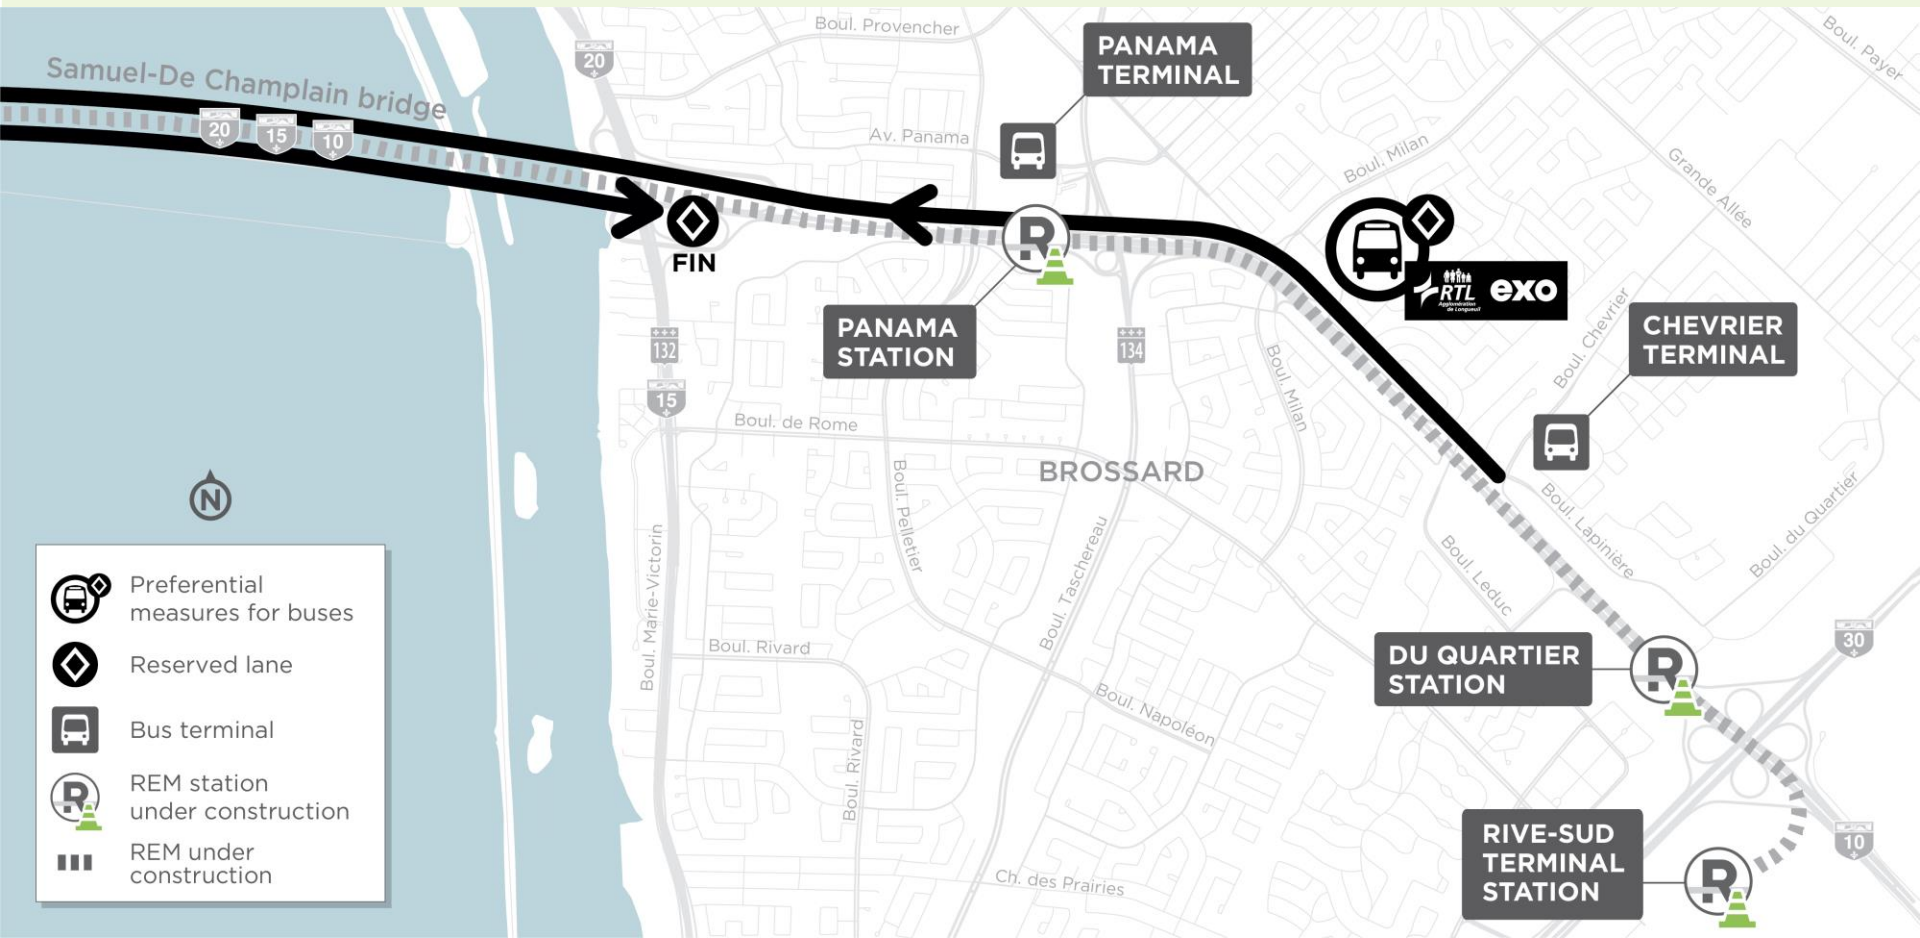 Boul. Provencher
Boul. Payer
PANAMA
TERMINAL
20
Samuel-De Champlain bridge
20
15
10
Av. Panama
Boul. Milan
Grande Allée
R
FIN
RTL
Agglomération
de Longueuil
exo
PANAMA
STATION
132
134
15
Boul. Milan
Boul. Chevrier
CHEVRIER
TERMINAL
Boul. de Rome
BROSSARD
Boul. Pelletier
N
Boul. Lapinière
Boul. du Quartier
Boul. Marie-Victorin
Boul. Taschereau
Boul. Leduc
Boul. Rivard
DU QUARTIER
STATION
R
30
Boul. Napoléon
Boul. Rivard
RIVE-SUD
TERMINAL
STATION
R
10
Ch. des Prairies
Preferential
measures for buses
Reserved lane
Bus terminal
R
REM station
under construction
REM under
construction